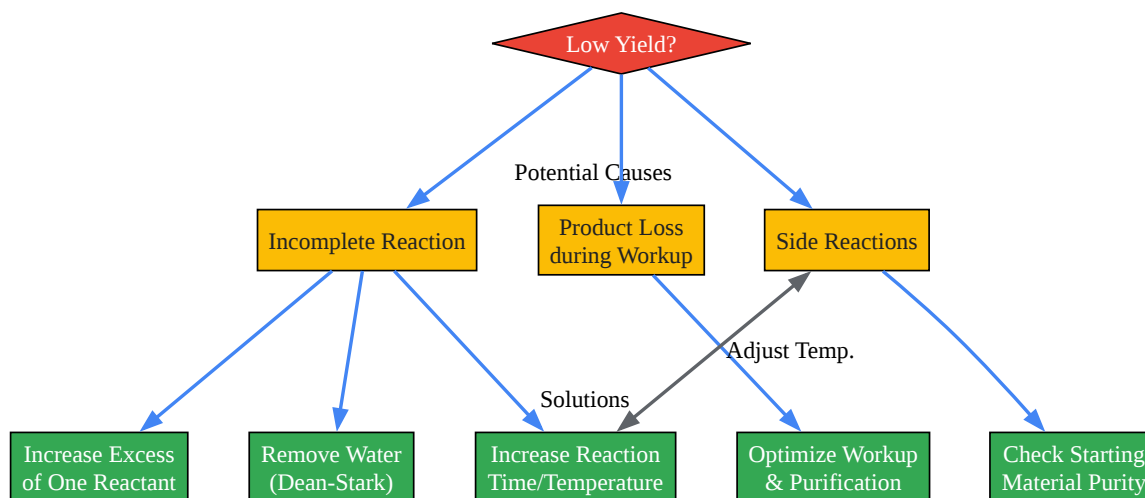 Low Yield?
Potential Causes
Incomplete Reaction
Product Loss
during Workup
Side Reactions
Adjust Temp.
Solutions
Increase Excess
of One Reactant
Remove Water
(Dean-Stark)
Increase Reaction
Time/Temperature
Optimize Workup
& Purification
Check Starting
Material Purity